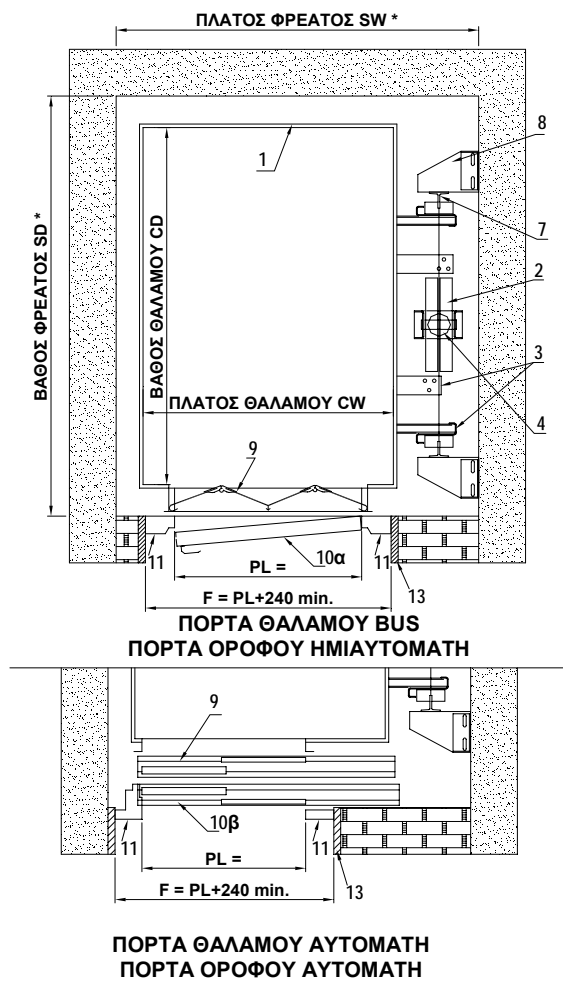 ΠΛΑΤΟΣ ΦΡΕΑΤΟΣ SW *
8
1
7
ΒΑΘΟΣ ΦΡΕΑΤΟΣ SD *
ΒΑΘΟΣ ΘΑΛΑΜΟΥ CD
2
3
ΠΛΑΤΟΣ ΘΑΛΑΜΟΥ CW
4
9
11
10α
11
PL =
13
F = PL+240 min.
ΠΟΡΤΑ ΘΑΛΑΜΟΥ BUS
ΠΟΡΤΑ ΟΡΟΦΟΥ ΗΜΙΑΥΤΟΜΑΤΗ
9
10β
11
11
PL =
F = PL+240 min.
13
ΠΟΡΤΑ ΘΑΛΑΜΟΥ ΑΥΤΟΜΑΤΗ
ΠΟΡΤΑ ΟΡΟΦΟΥ ΑΥΤΟΜΑΤΗ